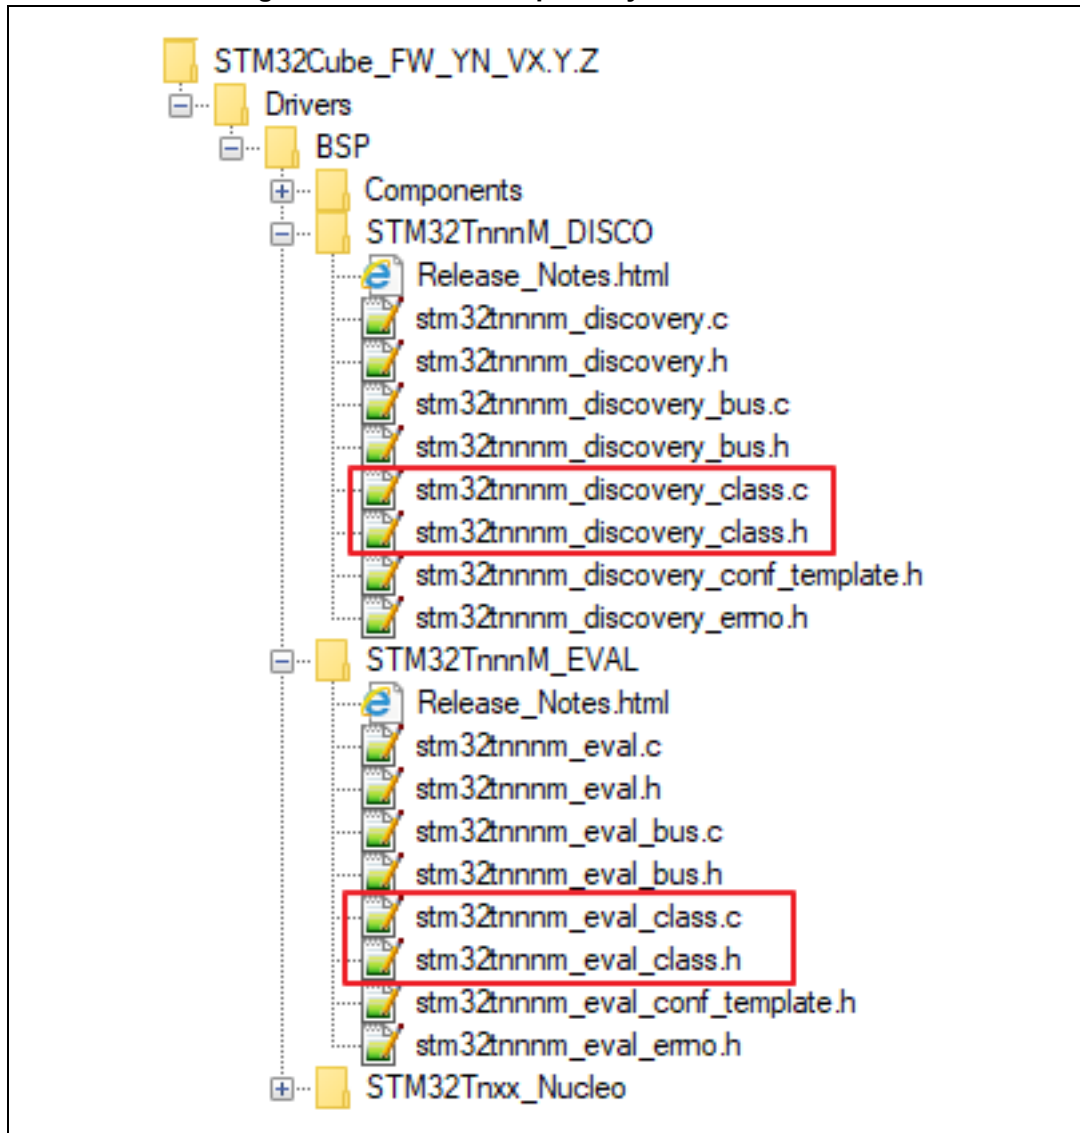 STM32Cube_FW_YN_VX.Y.Z
Drivers
BSP
Components
STM32TnnnM_DISCO
Release_Notes.html
stm32tnnnm_discovery.c
stm32tnnnm_discovery.h
stm32tnnnm_discovery_bus.c
stm32tnnnm_discovery_bus.h
stm32tnnnm_discovery_class.c
stm32tnnnm_discovery_class.h
stm32tnnnm_discovery_conf_template.h
stm32tnnnm_discovery_errno.h
STM32TnnnM_EVAL
Release_Notes.html
stm32tnnnm_eval.c
stm32tnnnm_eval.h
stm32tnnnm_eval_bus.c
stm32tnnnm_eval_bus.h
stm32tnnnm_eval_class.c
stm32tnnnm_eval_class.h
stm32tnnnm_eval_conf_template.h
stm32tnnnm_eval_errno.h
STM32Tnxx_Nucleo